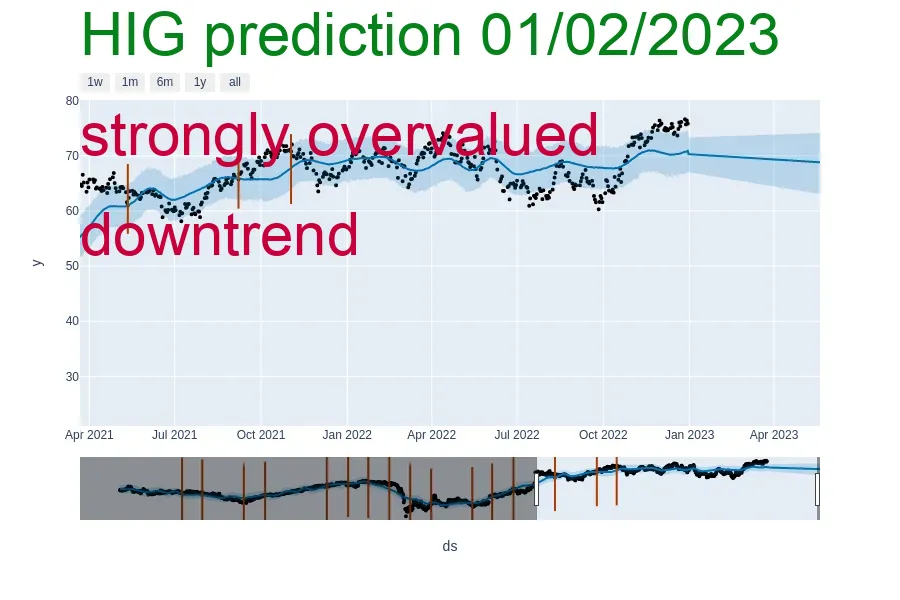 HIG prediction 01/02/2023
1w 1m 6m 1y all
80
strongly overvalued
70
60
downtrend
50
y
40
30
Apr 2021 Jul 2021 Oct 2021 Jan 2022 Apr 2022 Jul 2022 Oct 2022 Jan 2023 Apr 2023
ds